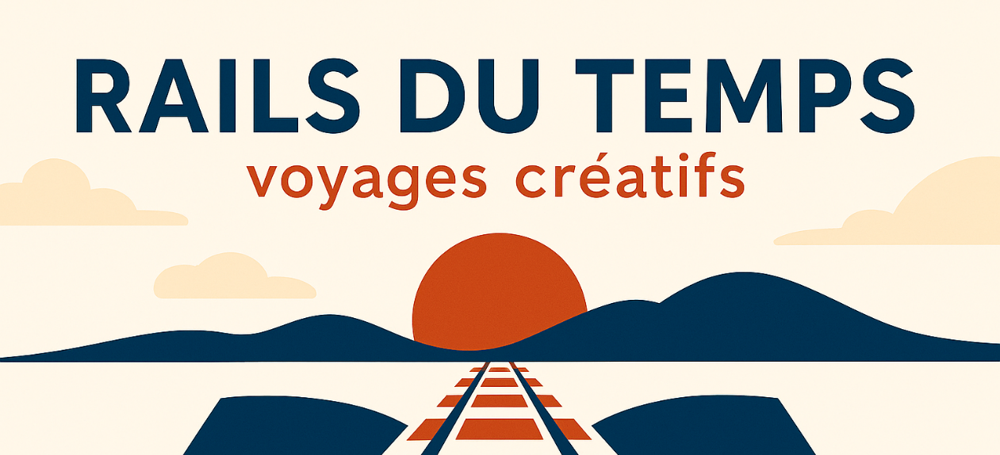 RAILS DU TEMPS
voyages créatifs